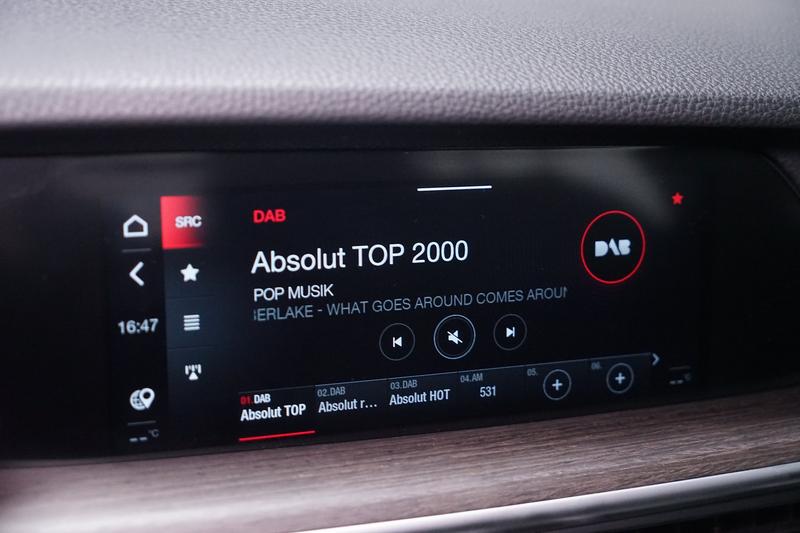 SRC
DAB
Absolut TOP 2000
DAB
POP MUSIK
BERLAKE - WHAT GOES AROUND COMES AROUN
16:47
01.DAB
Absolut TOP
02.DAB
Absolut r...
03.DAB
Absolut HOT
04.AM
531
05.
06.
--°C
--°C